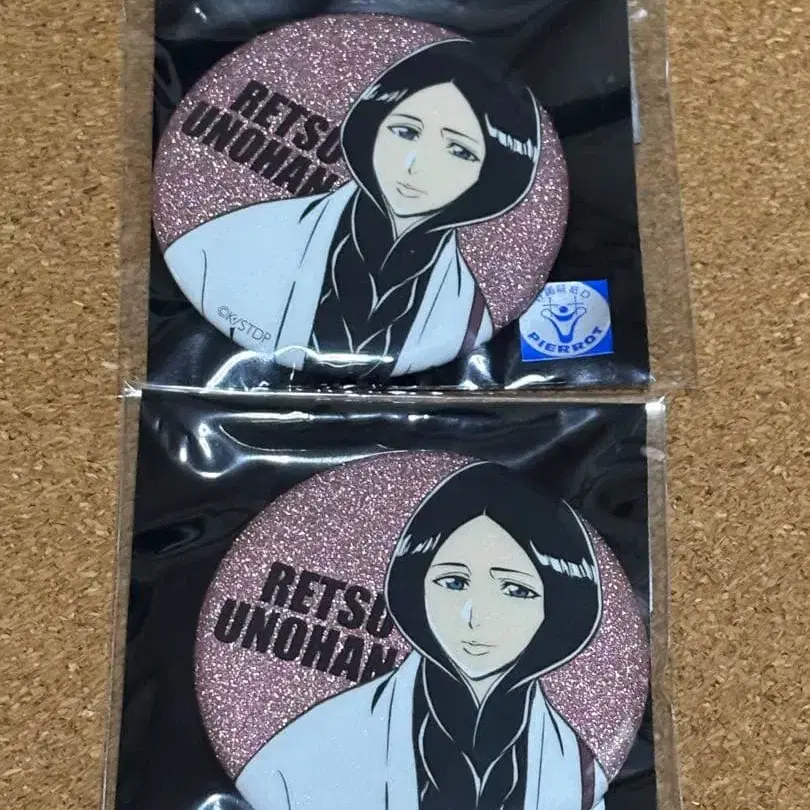 RETSU
UNOHAN
©K/STDP
PIERROT
RETSU
UNOHAN